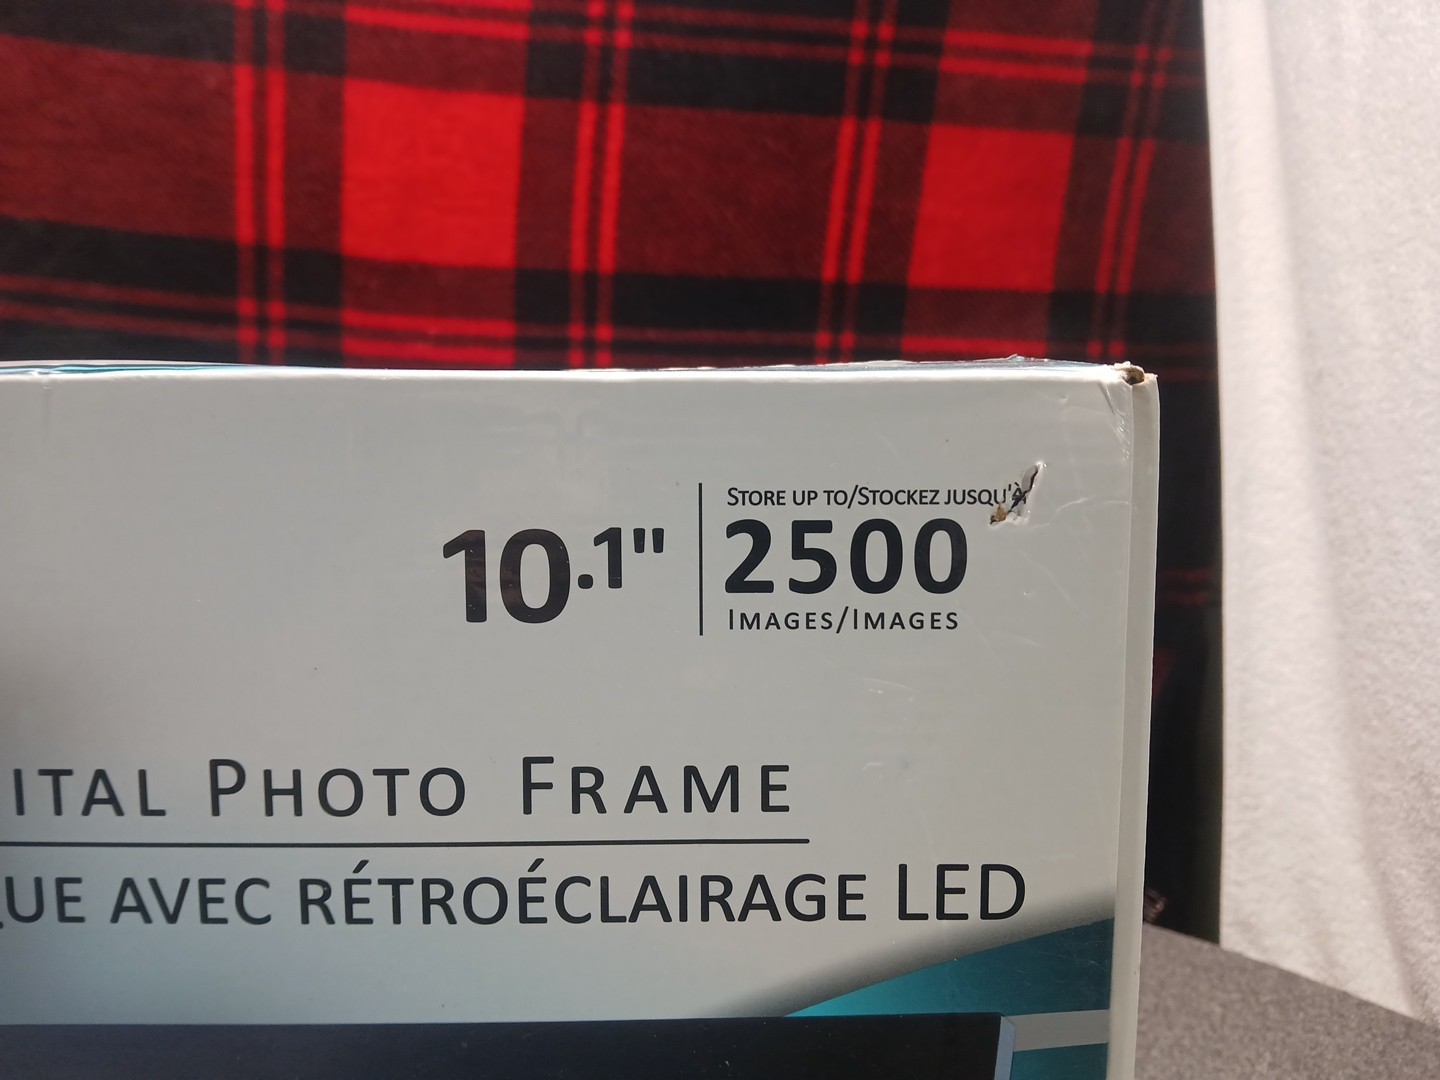 10.1"
STORE UP TO/STOCKEZ JUSQU'À
2500
IMAGES/IMAGES
ITAL PHOTO FRAME
UE AVEC RÉTROÉCLAIRAGE LED